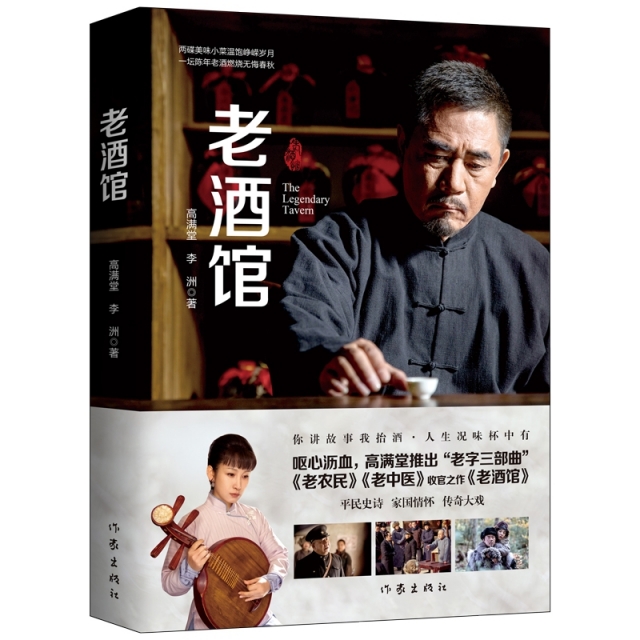 两碟美味小菜温饱峥嵘岁月
一坛陈年老酒燃烧无悔春秋
老酒馆
The
Legendary
Tavern
高满堂 李洲◎著
老酒馆
高满堂 李洲◎著
你讲故事我抬酒·人生况味杯中有
呕心沥血，高满堂推出“老字三部曲”
《老农民》《老中医》收官之作《老酒馆》
平民史诗 家国情怀 传奇大戏
作家出版社
作家出版社